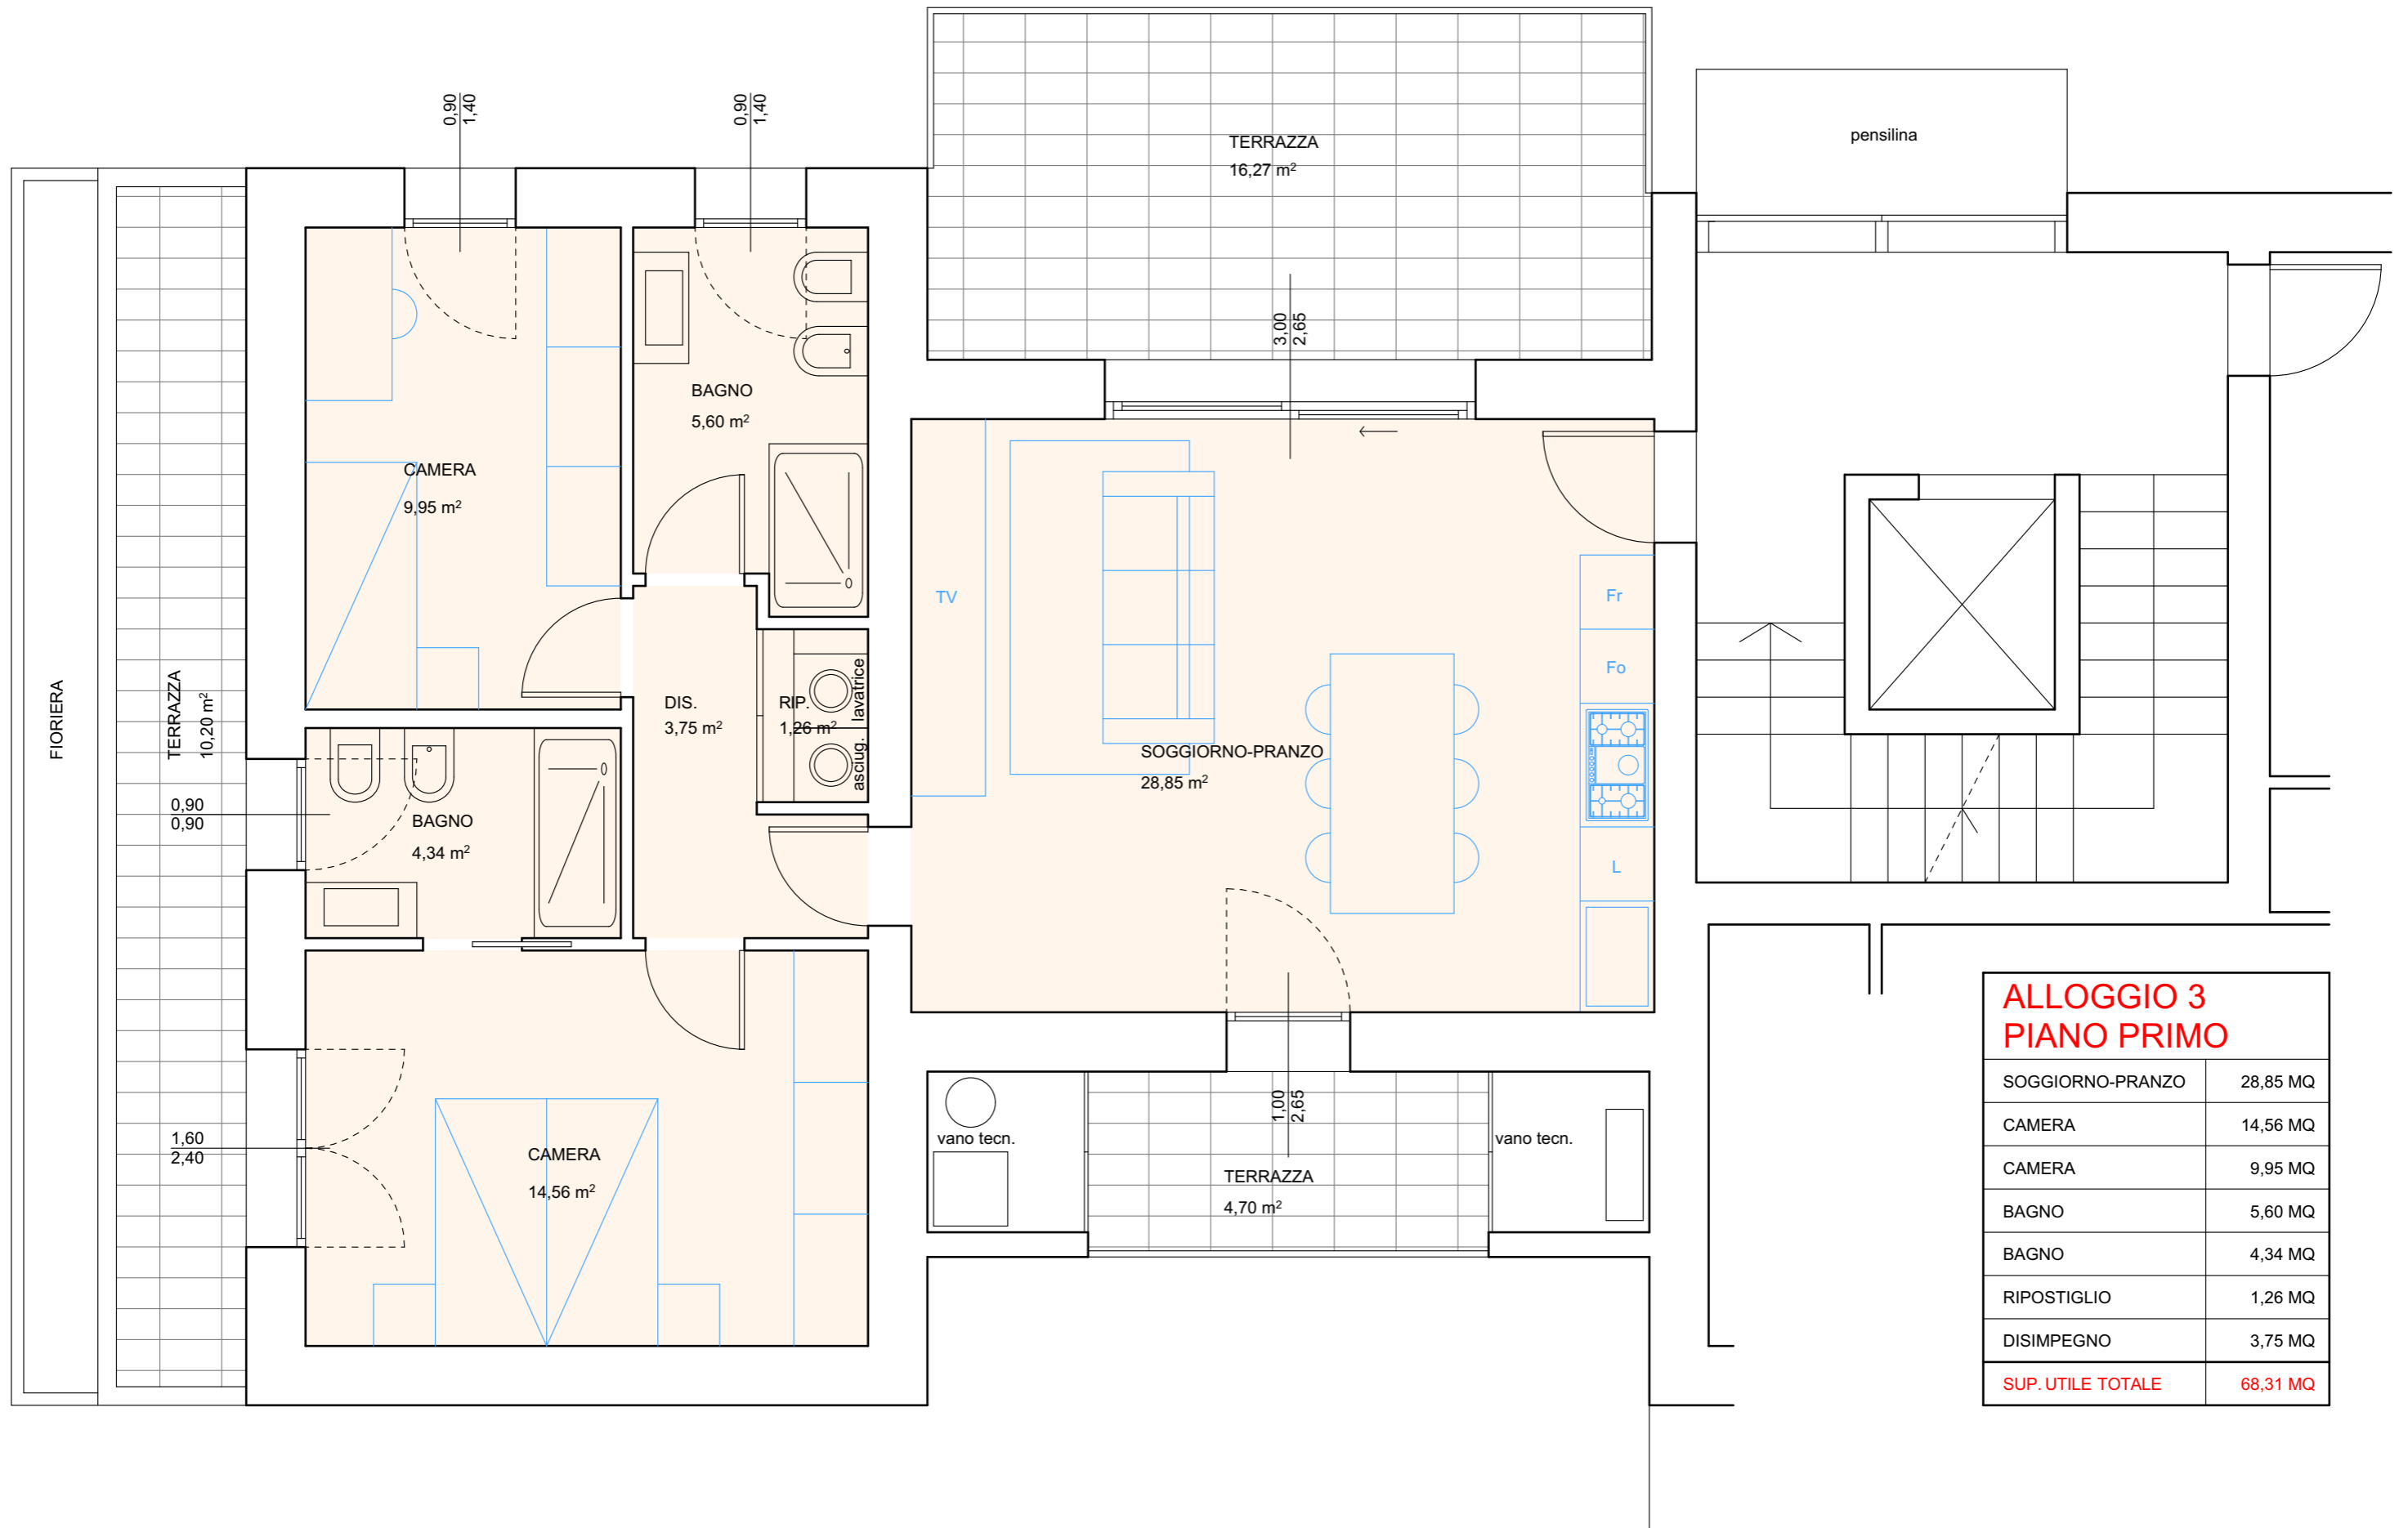 0,90
1,40
0,90
1,40
TERRAZZA
16,27 m²
pensilina
3,00
2,65
BAGNO
5,60 m²
CAMERA
9,95 m²
TV
Fr
Fo
L
FIORIERA
TERRAZZA
10,20 m²
DIS.
3,75 m²
RIP.
1,26 m²
lavatrice
asciug.
SOGGIORNO-PRANZO
28,85 m²
0,90
0,90
BAGNO
4,34 m²
1,60
2,40
CAMERA
14,56 m²
vano tecn.
1,00
2,65
vano tecn.
TERRAZZA
4,70 m²
ALLOGGIO 3
PIANO PRIMO
SOGGIORNO-PRANZO 28,85 MQ
CAMERA 14,56 MQ
CAMERA 9,95 MQ
BAGNO 5,60 MQ
BAGNO 4,34 MQ
RIPOSTIGLIO 1,26 MQ
DISIMPEGNO 3,75 MQ
SUP. UTILE TOTALE 68,31 MQ